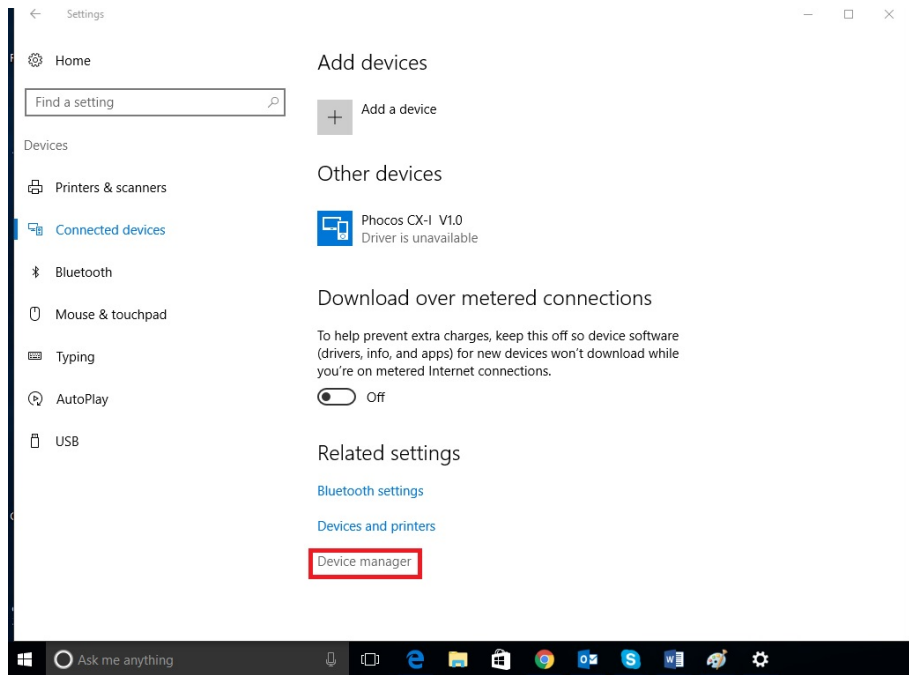 Settings
Home
Find a setting
Devices
Printers & scanners
Connected devices
Bluetooth
Mouse & touchpad
Typing
AutoPlay
USB
Add devices
Add a device
Other devices
Phocos CX-I V1.0
Driver is unavailable
Download over metered connections
To help prevent extra charges, keep this off so device software
(drivers, info, and apps) for new devices won't download while
you're on metered Internet connections.
Off
Related settings
Bluetooth settings
Devices and printers
Device manager
Ask me anything